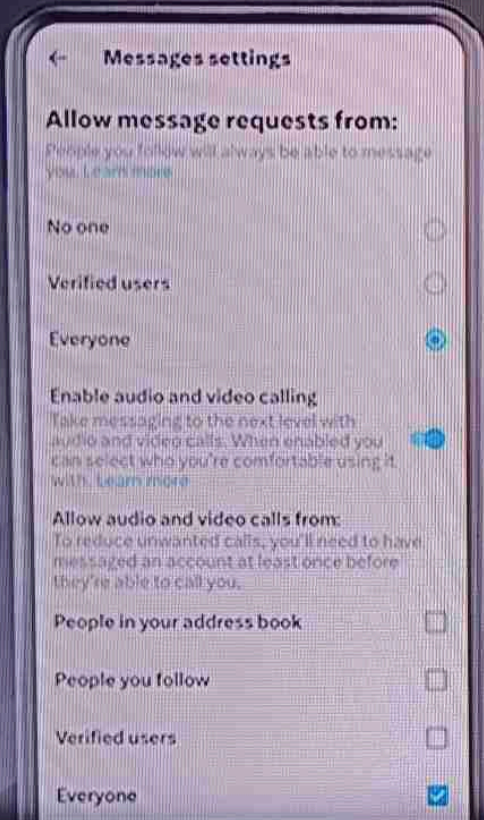 Messages settings
Allow message requests from:
People you follow will always be able to message
you. Learn more
No one
Verified users
Everyone
Enable audio and video calling
Take messaging to the next level with
audio and video calls. When enabled you
can select who you're comfortable using it
with. Learn more
Allow audio and video calls from:
To reduce unwanted calls, you'll need to have
messaged an account at least once before
they're able to call you.
People in your address book
People you follow
Verified users
Everyone